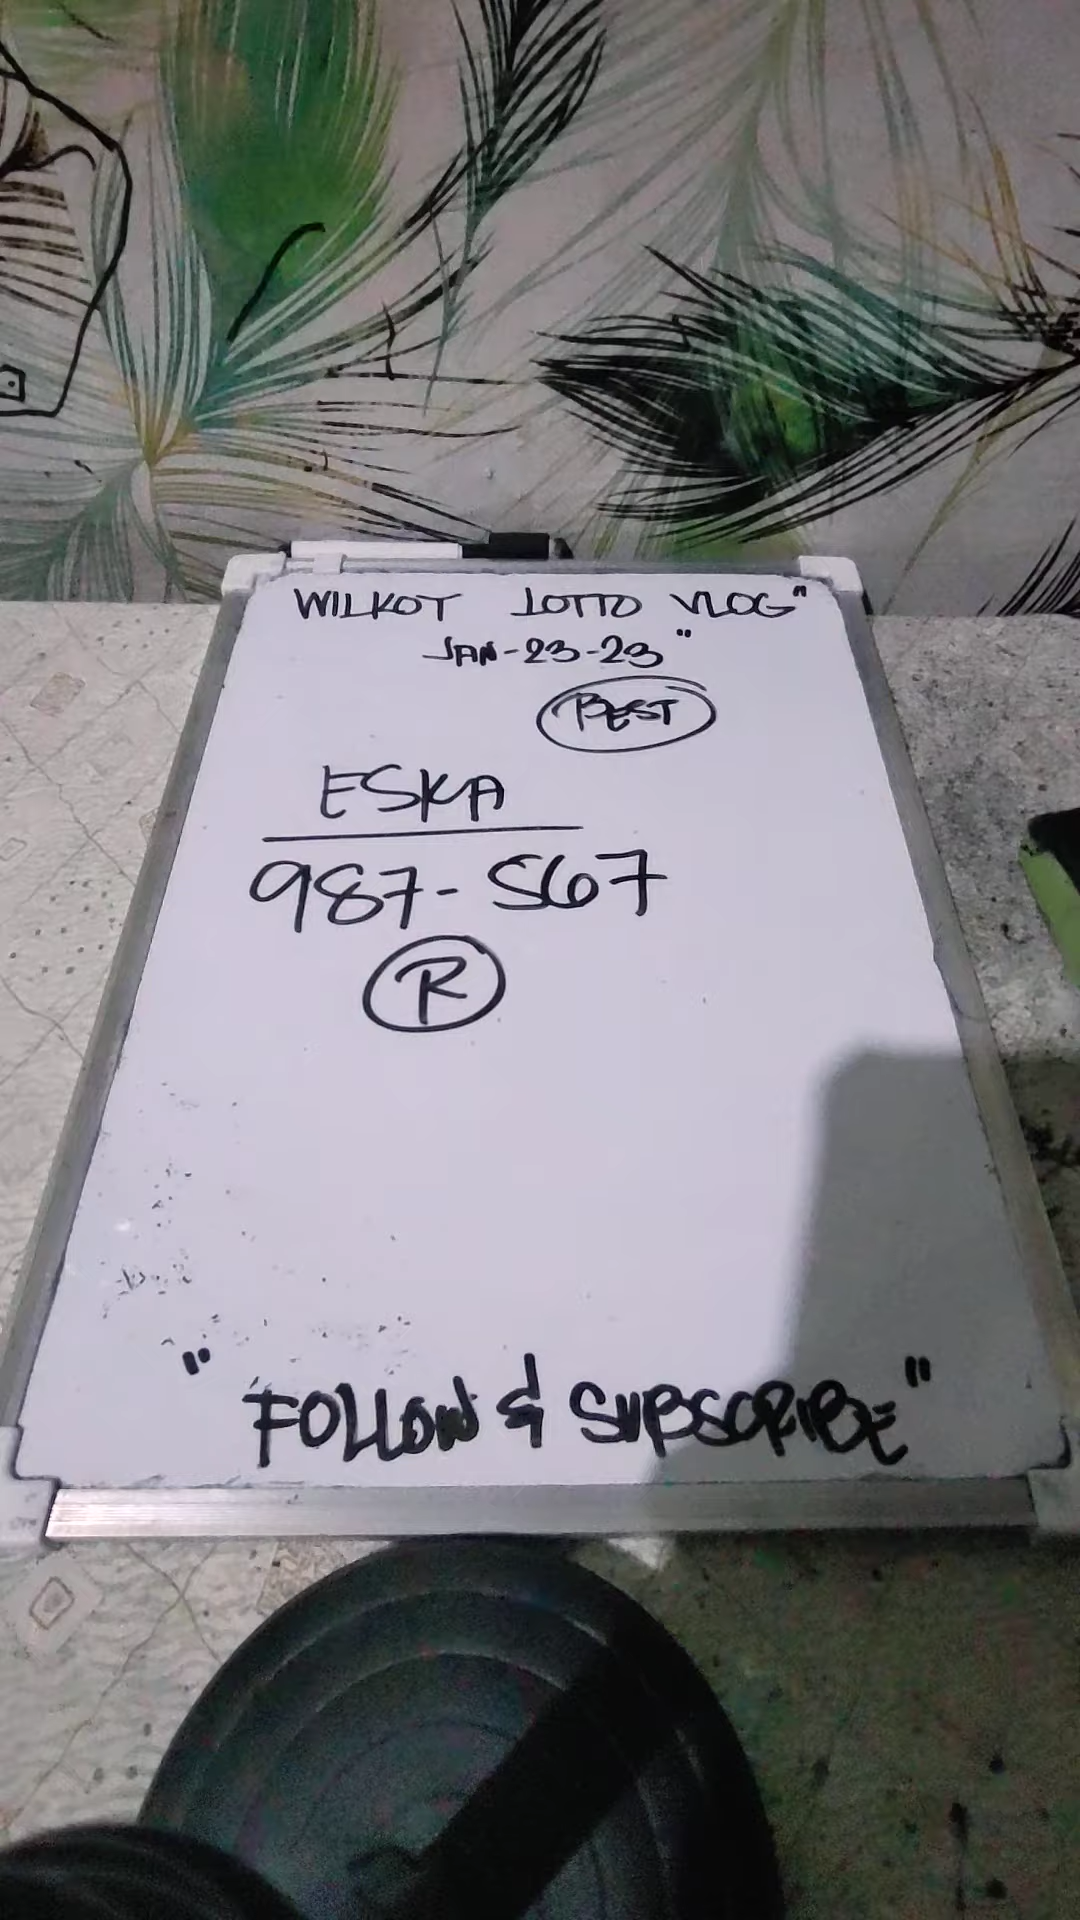 WILKOT LOTTO VLOG"
JAN-23-23"
BEST
ESKA
987-567
R
"FOLLOW & SUBSCRIBE"